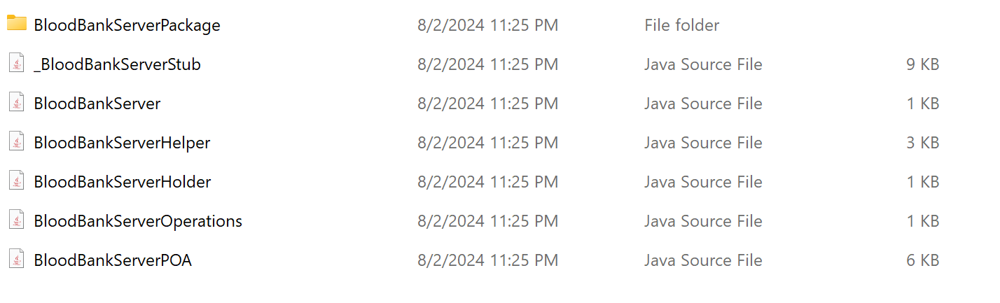 BloodBankServerPackage 8/2/2024 11:25 PM File folder
_BloodBankServerStub 8/2/2024 11:25 PM Java Source File 9 KB
BloodBankServer 8/2/2024 11:25 PM Java Source File 1 KB
BloodBankServerHelper 8/2/2024 11:25 PM Java Source File 3 KB
BloodBankServerHolder 8/2/2024 11:25 PM Java Source File 1 KB
BloodBankServerOperations 8/2/2024 11:25 PM Java Source File 1 KB
BloodBankServerPOA 8/2/2024 11:25 PM Java Source File 6 KB